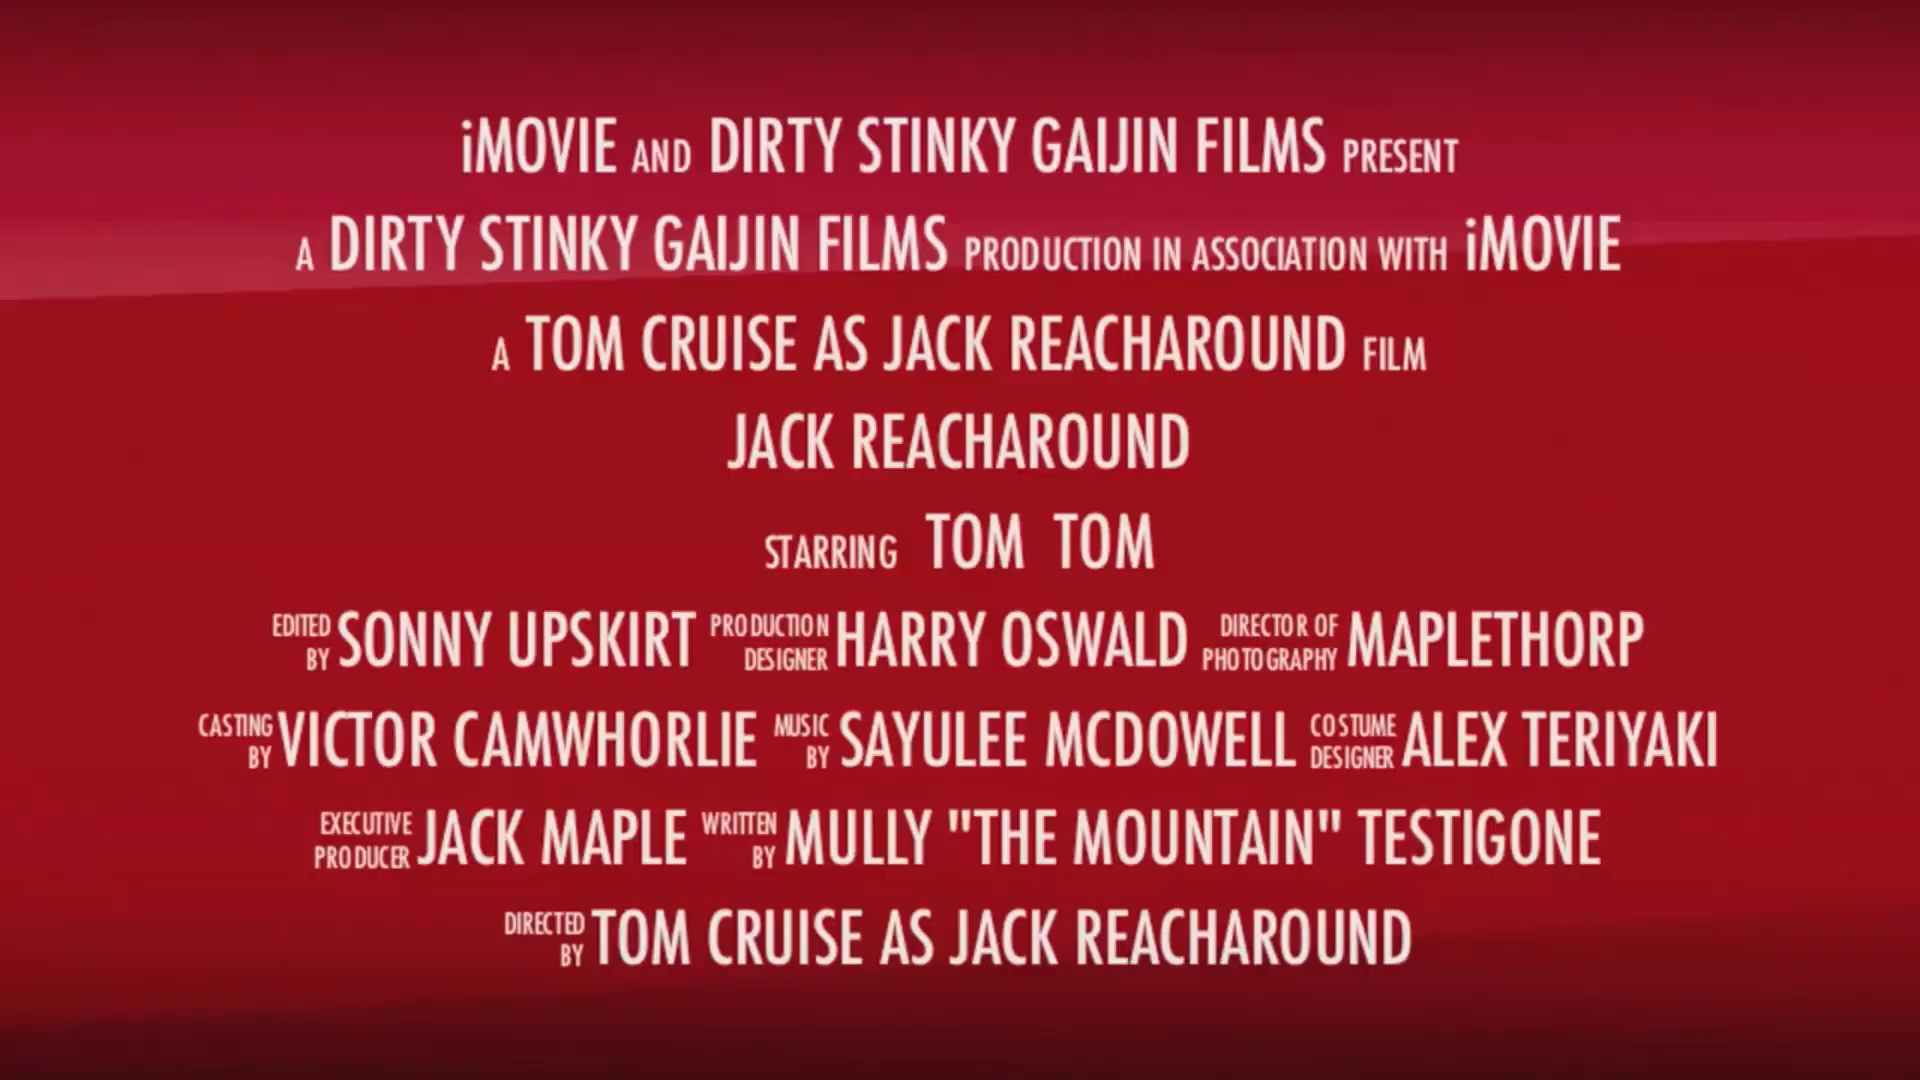 iMOVIE AND DIRTY STINKY GAIJIN FILMS PRESENT
A DIRTY STINKY GAIJIN FILMS PRODUCTION IN ASSOCIATION WITH iMOVIE
A TOM CRUISE AS JACK REACHAROUND FILM
JACK REACHAROUND
STARRING TOM TOM
EDITED BY SONNY UPSKIRT PRODUCTION DESIGNER HARRY OSWALD DIRECTOR OF PHOTOGRAPHY MAPLETHORP
CASTING BY VICTOR CAMWHORLIE MUSIC BY SAYULEE MCDOWELL COSTUME DESIGNER ALEX TERIYAKI
EXECUTIVE PRODUCER JACK MAPLE WRITTEN BY MULLY "THE MOUNTAIN" TESTIGONE
DIRECTED BY TOM CRUISE AS JACK REACHAROUND